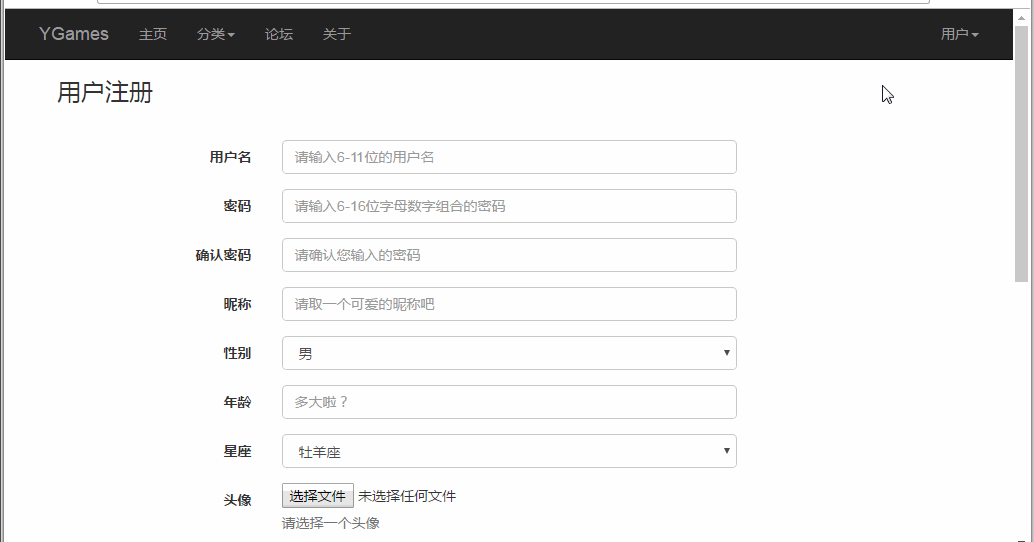 YGames 主页 分类 论坛 关于 用户
用户注册
用户名 请输入6-11位的用户名
密码 请输入6-16位字母数字组合的密码
确认密码 请确认您输入的密码
昵称 请取一个可爱的昵称吧
性别 男
年龄 多大啦？
星座 牡羊座
头像 选择文件 未选择任何文件
请选择一个头像